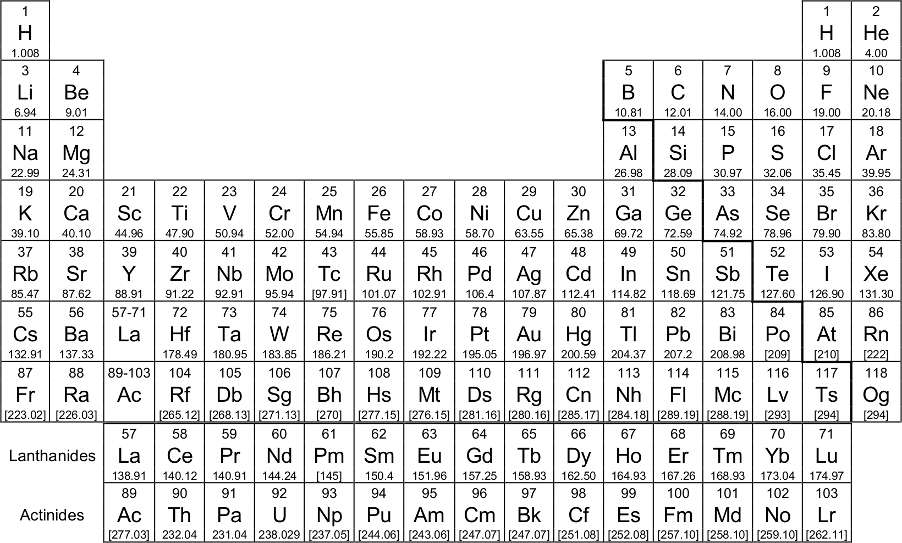 1 1 2
H H He
1.008 1.008 4.00
3 4 5 6 7 8 9 10
Li Be B C N O F Ne
6.94 9.01 10.81 12.01 14.00 16.00 19.00 20.18
11 12 13 14 15 16 17 18
Na Mg Al Si P S Cl Ar
22.99 24.31 26.98 28.09 30.97 32.06 35.45 39.95
19 20 21 22 23 24 25 26 27 28 29 30 31 32 33 34 35 36
K Ca Sc Ti V Cr Mn Fe Co Ni Cu Zn Ga Ge As Se Br Kr
39.10 40.10 44.96 47.90 50.94 52.00 54.94 55.85 58.93 58.70 63.55 65.38 69.72 72.59 74.92 78.96 79.90 83.80
37 38 39 40 41 42 43 44 45 46 47 48 49 50 51 52 53 54
Rb Sr Y Zr Nb Mo Tc Ru Rh Pd Ag Cd In Sn Sb Te I Xe
85.47 87.62 88.91 91.22 92.91 95.94 [97.91] 101.07 102.91 106.4 107.87 112.41 114.82 118.69 121.75 127.60 126.90 131.30
55 56 57-71 72 73 74 75 76 77 78 79 80 81 82 83 84 85 86
Cs Ba La Hf Ta W Re Os Ir Pt Au Hg Tl Pb Bi Po At Rn
132.91 137.33 178.49 180.95 183.85 186.21 190.2 192.22 195.05 196.97 200.59 204.37 207.2 208.98 [209] [210] [222]
87 88 89-103 104 105 106 107 108 109 110 111 112 113 114 115 116 117 118
Fr Ra Ac Rf Db Sg Bh Hs Mt Ds Rg Cn Nh Fl Mc Lv Ts Og
[223.02] [226.03] [265.12] [268.13] [271.13] [270] [277.15] [276.15] [281.16] [280.16] [285.17] [284.18] [289.19] [288.19] [293] [294] [294]
57 58 59 60 61 62 63 64 65 66 67 68 69 70 71
Lanthanides La Ce Pr Nd Pm Sm Eu Gd Tb Dy Ho Er Tm Yb Lu
138.91 140.12 140.91 144.24 [145] 150.4 151.96 157.25 158.93 162.50 164.93 167.26 168.93 173.04 174.97
89 90 91 92 93 94 95 96 97 98 99 100 101 102 103
Actinides Ac Th Pa U Np Pu Am Cm Bk Cf Es Fm Md No Lr
[277.03] 232.04 231.04 238.029 [237.05] [244.06] [243.06] [247.07] [247.07] [251.08] [252.08] [257.10] [258.10] [259.10] [262.11]